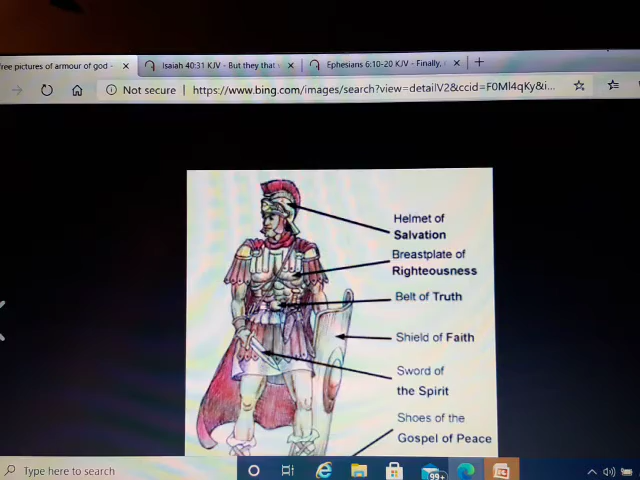 ree pictures of armour of god -
Isaiah 40:31 KJV - But they that
Ephesians 6:10-20 KJV - Finally,
Not secure
https://www.bing.com/images/search?view=detailV2&ccid=F0Ml4qKy&i...
Helmet of
Salvation
Breastplate of
Righteousness
Belt of Truth
Shield of Faith
Sword of
the Spirit
Shoes of the
Gospel of Peace
Type here to search
99+